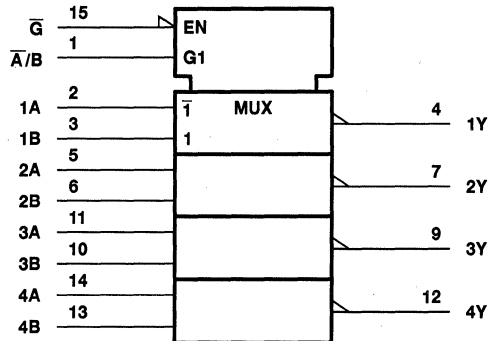 G̅ 15 EN
A̅/B 1 G1
1A 2 1̅ MUX 4 1Y
1B 3 1
2A 5 7 2Y
2B 6
3A 11 9 3Y
3B 10
4A 14 12 4Y
4B 13